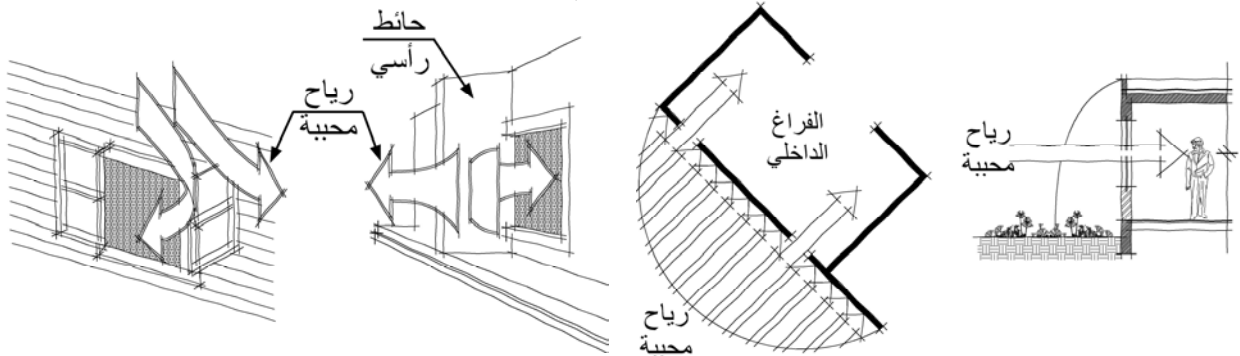 حائط
رأسي
رياح
محببة
الفراغ
الداخلي
رياح
محببة
رياح
محببة